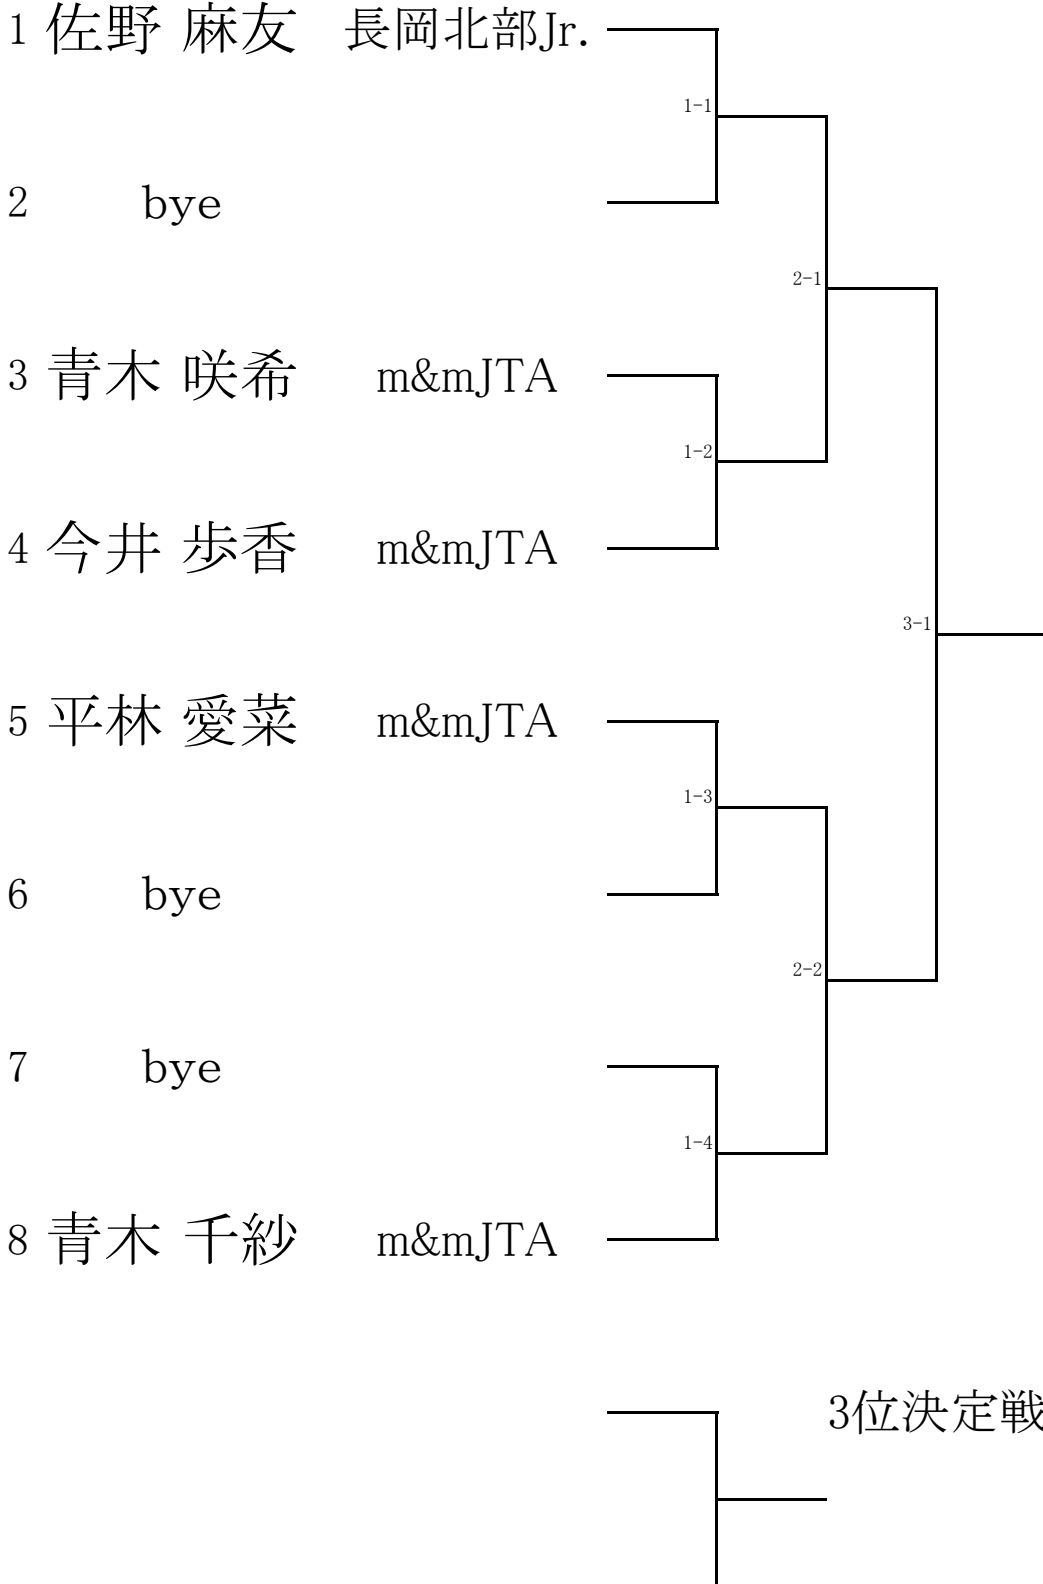 1 佐野 麻友 長岡北部Jr.
1-1
2 bye
2-1
3 青木 咲希 m&mJTA
1-2
4 今井 歩香 m&mJTA
3-1
5 平林 愛菜 m&mJTA
1-3
6 bye
2-2
7 bye
1-4
8 青木 千紗 m&mJTA
3位決定戦